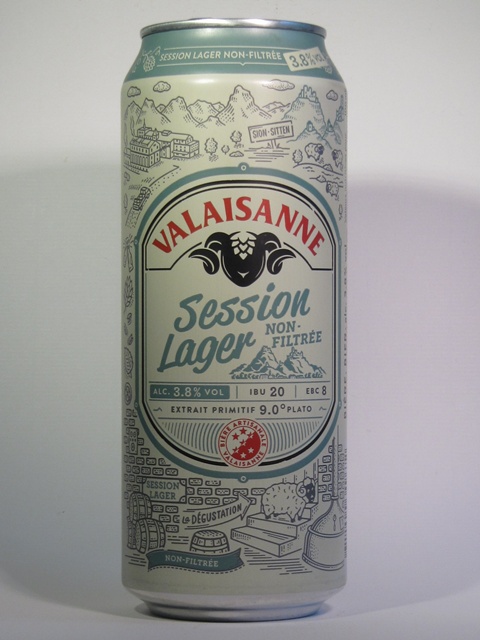 SESSION LAGER NON-FILTRÉE 3.8% VOL
SION-SITTEN
VALAISANNE
Session
Lager NON-
FILTRÉE
ALC. 3.8% VOL | IBU 20 | EBC 8
EXTRAIT PRIMITIF 9.0° PLATO
BIÈRE ARTISANALE
VALAISANNE
SESSION
LAGER
LA DÉGUSTATION
NON-FILTRÉE